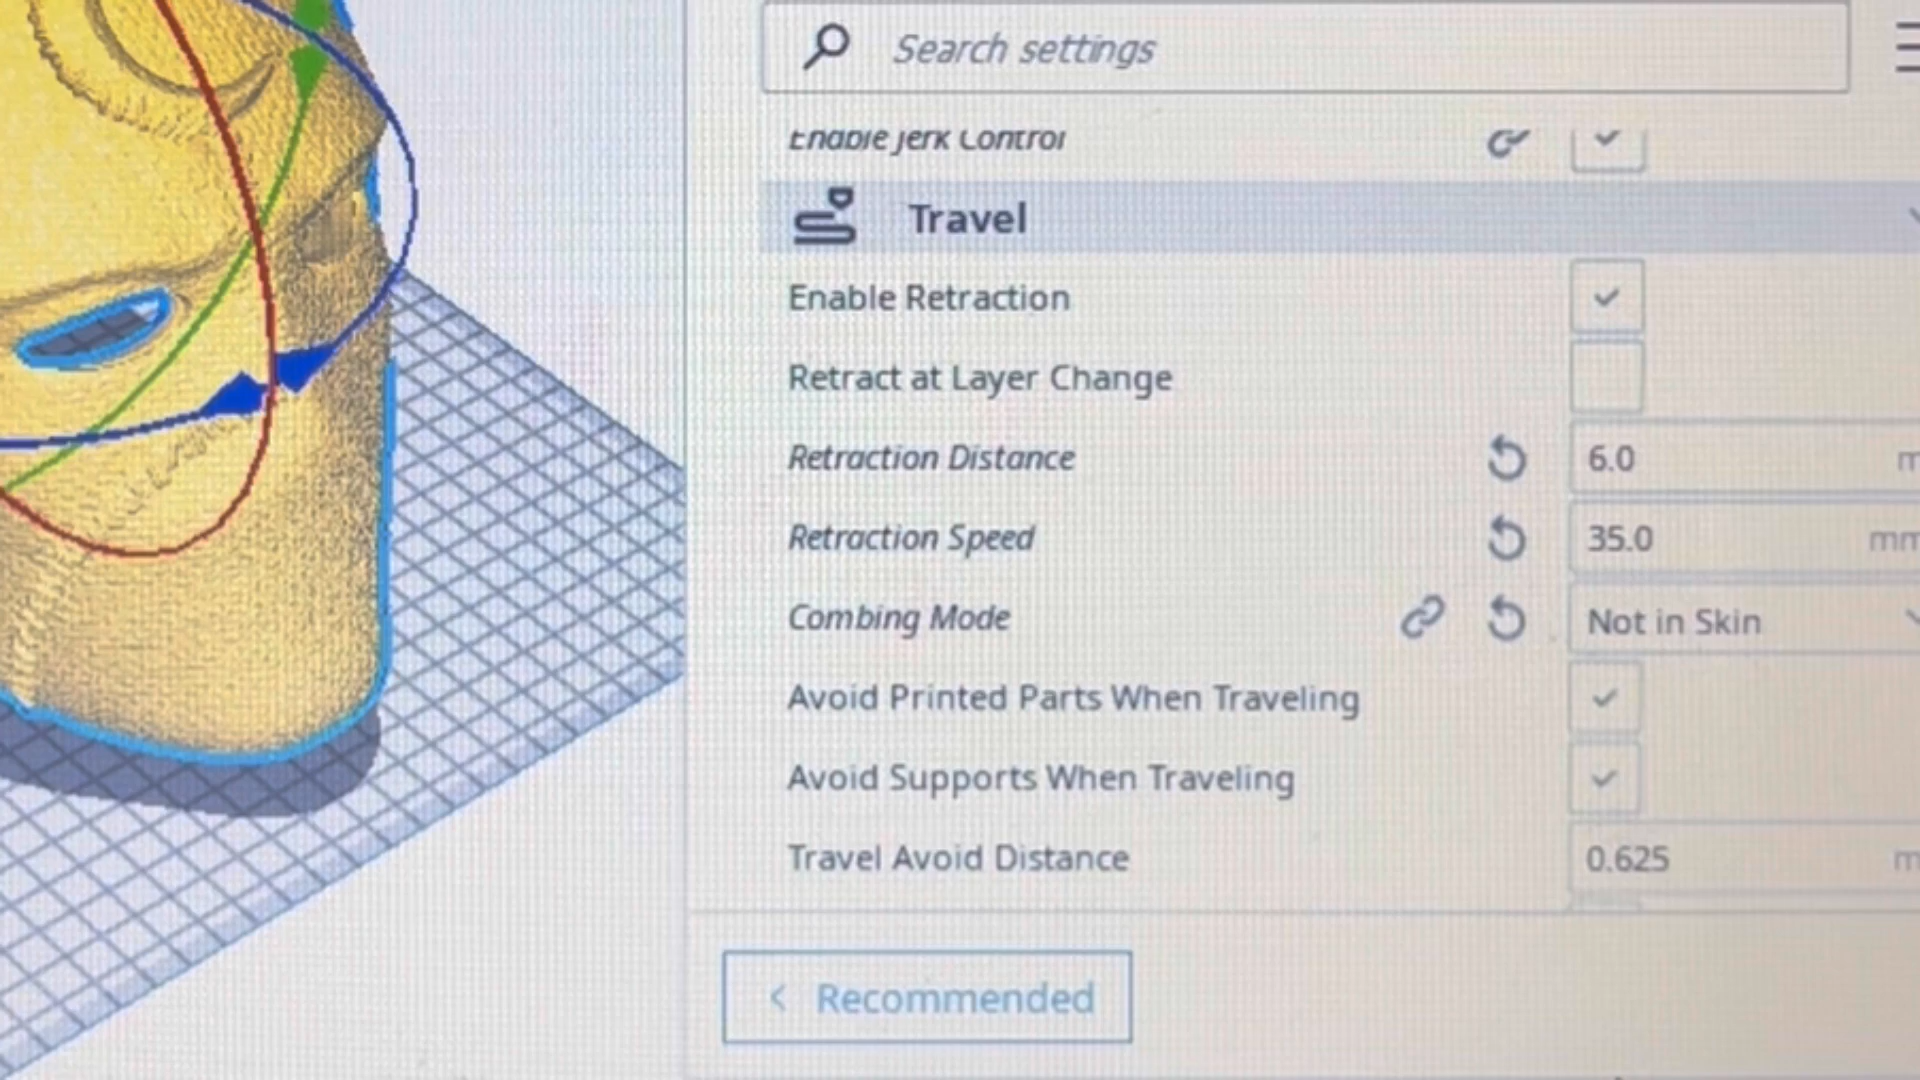 Search settings
Enable Jerk Control
Travel
Enable Retraction
Retract at Layer Change
Retraction Distance 6.0 m
Retraction Speed 35.0 mm
Combing Mode Not in Skin
Avoid Printed Parts When Traveling
Avoid Supports When Traveling
Travel Avoid Distance 0.625 m
Recommended